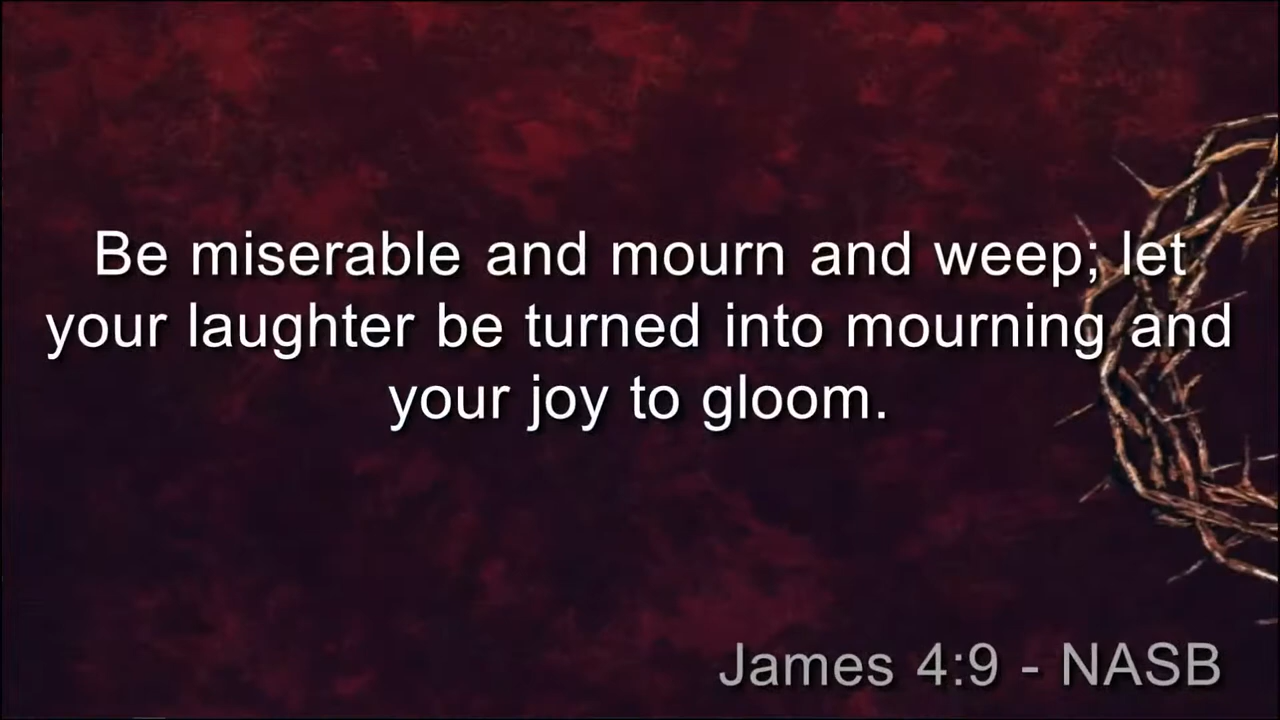 Be miserable and mourn and weep; let
your laughter be turned into mourning and
your joy to gloom.
James 4:9 - NASB